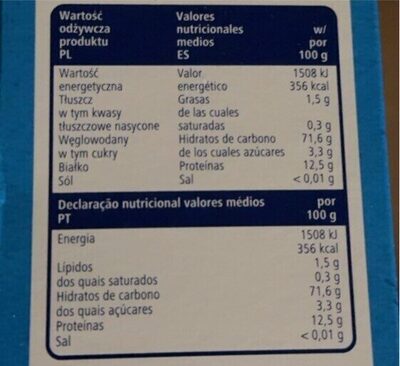 Wartość Valores
odżywcza nutricionales w/
produktu medios por
PL ES 100 g
Wartość Valor 1508 kJ
energetyczna energético 356 kcal
Tłuszcz Grasas 1,5 g
w tym kwasy de las cuales
tłuszczowe nasycone saturadas 0,3 g
Węglowodany Hidratos de carbono 71,6 g
w tym cukry de los cuales azúcares 3,3 g
Białko Proteinas 12,5 g
Sól Sal < 0,01 g
Declaração nutricional valores médios por
PT 100 g
Energia 1508 kJ
356 kcal
Lípidos 1,5 g
dos quais saturados 0,3 g
Hidratos de carbono 71,6 g
dos quais açúcares 3,3 g
Proteínas 12,5 g
Sal < 0,01 g